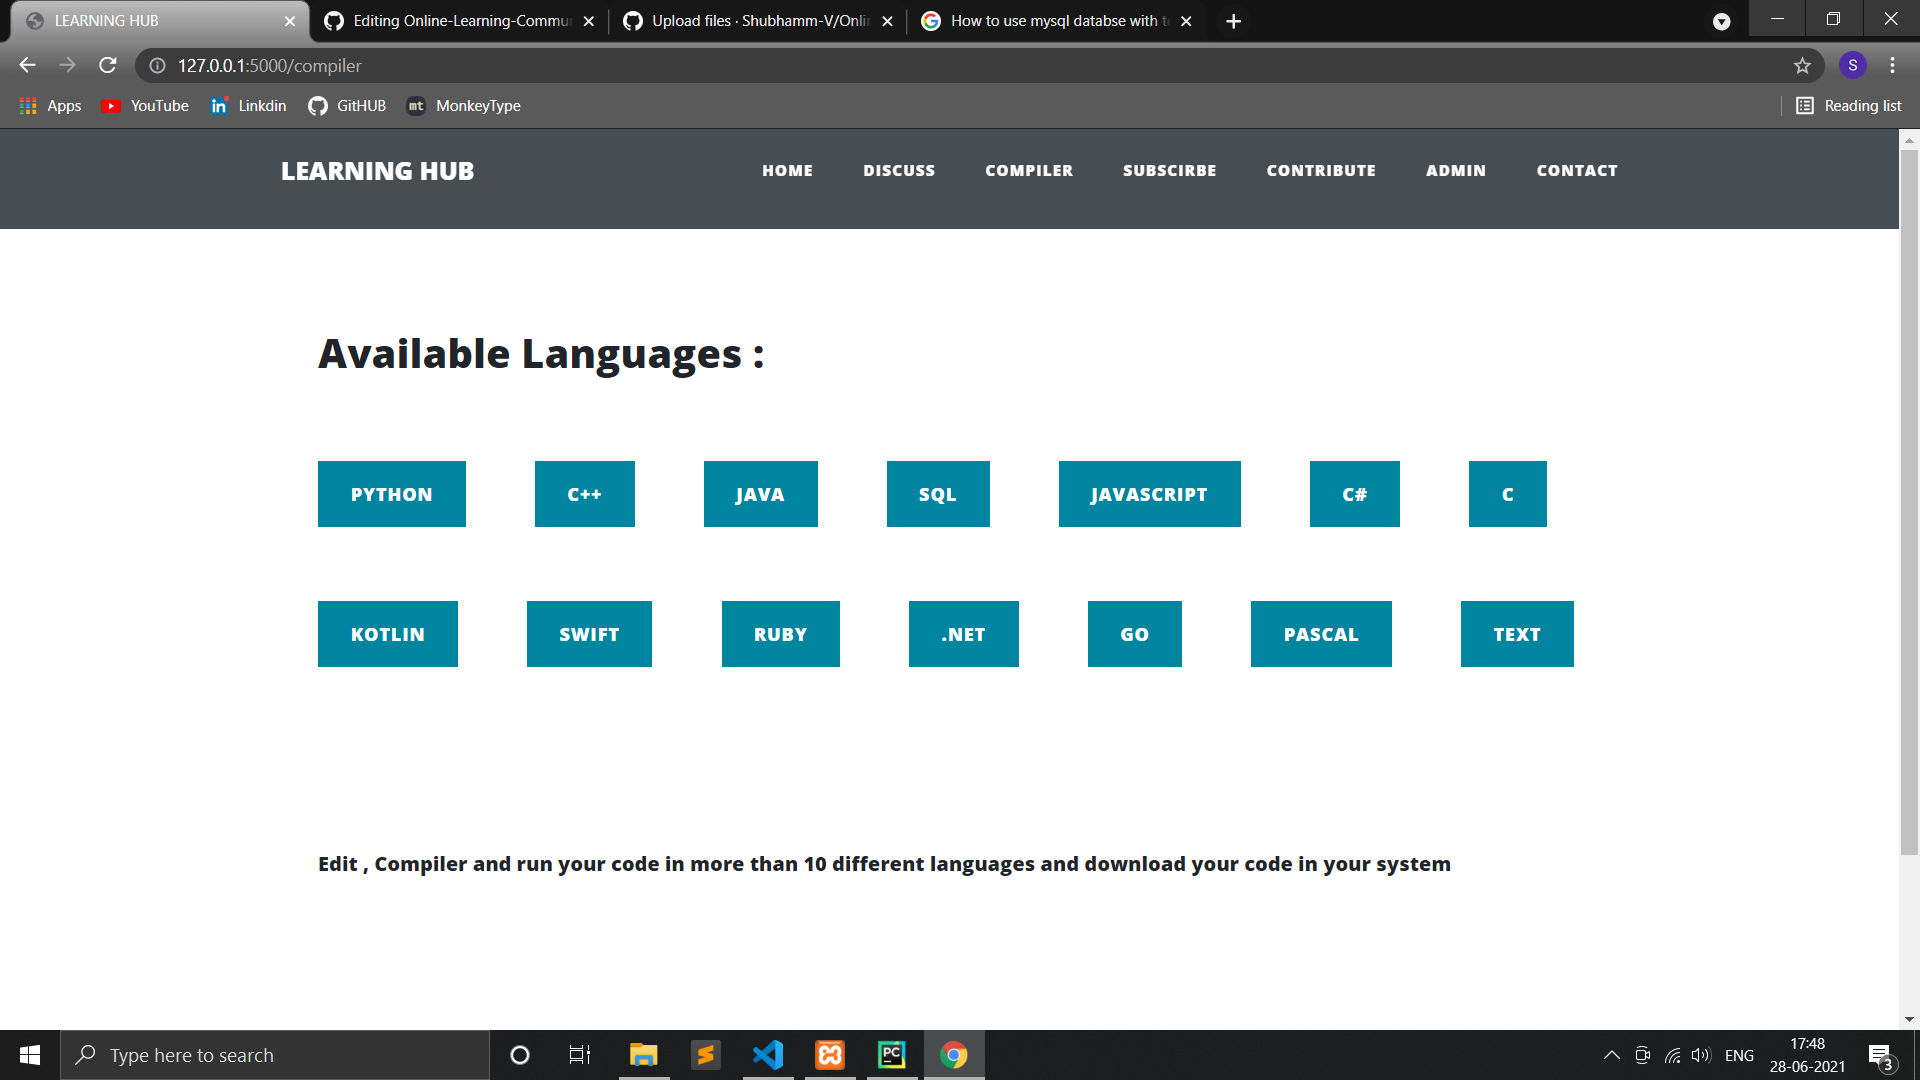 LEARNING HUB
Editing Online-Learning-Commu
Upload files · Shubhamm-V/Onli
How to use mysql databse with t
127.0.0.1:5000/compiler
S
Apps
YouTube
in Linkdin
GitHUB
mt MonkeyType
Reading list
LEARNING HUB
HOME
DISCUSS
COMPILER
SUBSCIRBE
CONTRIBUTE
ADMIN
CONTACT
Available Languages :
PYTHON
C++
JAVA
SQL
JAVASCRIPT
C#
C
KOTLIN
SWIFT
RUBY
.NET
GO
PASCAL
TEXT
Edit , Compiler and run your code in more than 10 different languages and download your code in your system
Type here to search
PC
ENG
17:48
28-06-2021
3